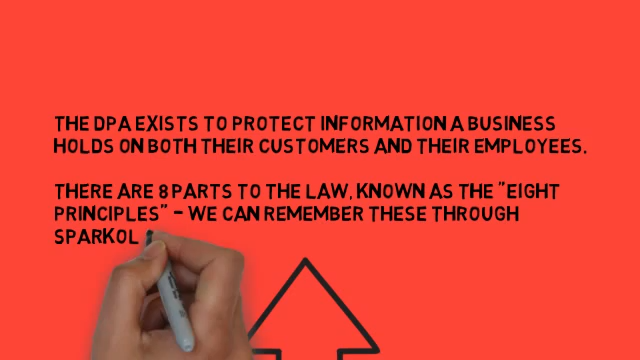 THE DPA EXISTS TO PROTECT INFORMATION A BUSINESS
HOLDS ON BOTH THEIR CUSTOMERS AND THEIR EMPLOYEES.
THERE ARE 8 PARTS TO THE LAW, KNOWN AS THE "EIGHT
PRINCIPLES" - WE CAN REMEMBER THESE THROUGH
SPARKOL